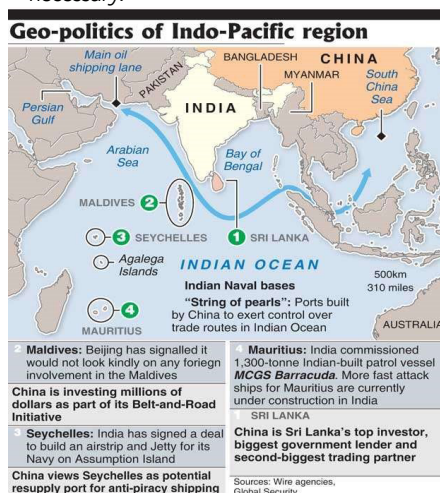 necessary.
Geo-politics of Indo-Pacific region
Main oil
shipping lane
PAKISTAN
BANGLADESH
CHINA
MYANMAR
South
China
Sea
INDIA
Persian
Gulf
Arabian
Sea
Bay of
Bengal
MALDIVES 2
3 SEYCHELLES
1 SRI LANKA
Agalega
Islands
INDIAN OCEAN
4
MAURITIUS
Indian Naval bases
"String of pearls": Ports built
by China to exert control over
trade routes in Indian Ocean
500km
310 miles
AUSTRALIA
2 Maldives: Beijing has signalled it
would not look kindly on any foriegn
involvement in the Maldives
China is investing millions of
dollars as part of its Belt-and-Road
Initiative
3 Seychelles: India has signed a deal
to build an airstrip and Jetty for its
Navy on Assumption Island
China views Seychelles as potential
resupply port for anti-piracy shipping
4 Mauritius: India commissioned
1,300-tonne Indian-built patrol vessel
MCGS Barracuda. More fast attack
ships for Mauritius are currently
under construction in India
1 SRI LANKA
China is Sri Lanka's top investor,
biggest government lender and
second-biggest trading partner
Sources: Wire agencies,
Global Security